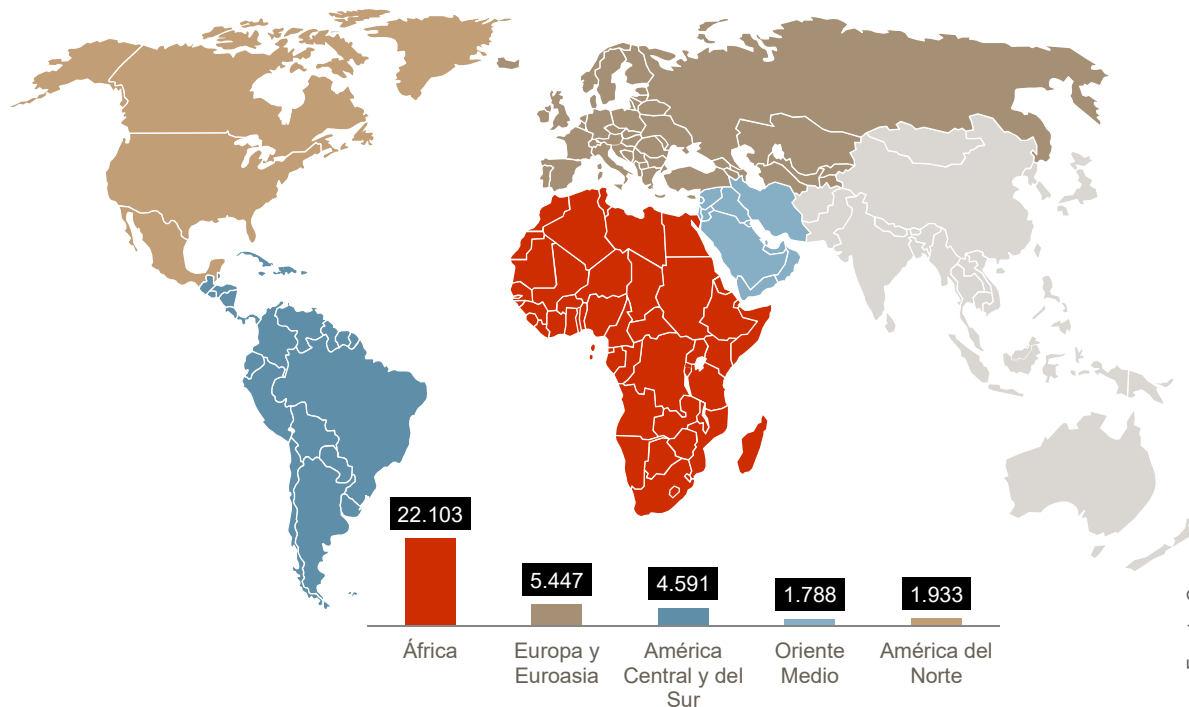 22.103
5.447
4.591
1.788
1.933
África
Europa y
Euroasia
América
Central y del
Sur
Oriente
Medio
América del
Norte